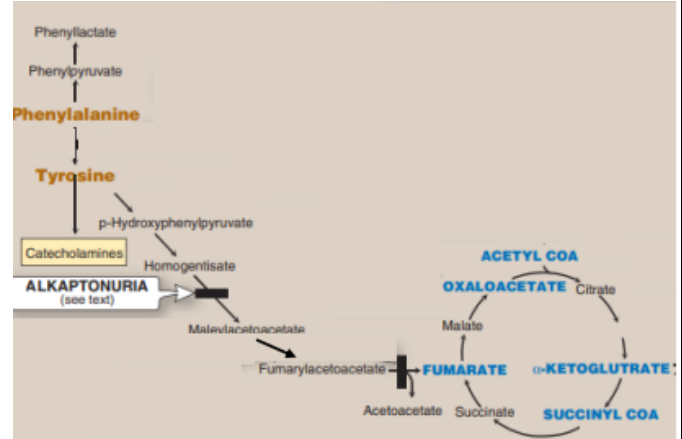 Phenyllactate
Phenylpyruvate
Phenylalanine
Tyrosine
p-Hydroxyphenylpyruvate
Catecholamines
Homogentisate
ALKAPTONURIA
(see text)
Maleylacetoacetate
Fumarylacetoacetate
Acetoacetate
ACETYL COA
OXALOACETATE
Citrate
Malate
FUMARATE
α-KETOGLUTRATE
Succinate
SUCCINYL COA